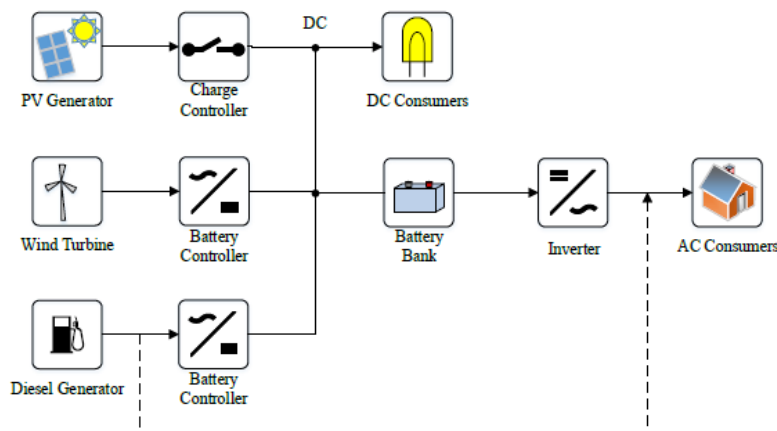 DC
PV Generator
Charge
Controller
DC Consumers
Wind Turbine
Battery
Controller
Battery
Bank
Inverter
AC Consumers
Diesel Generator
Battery
Controller